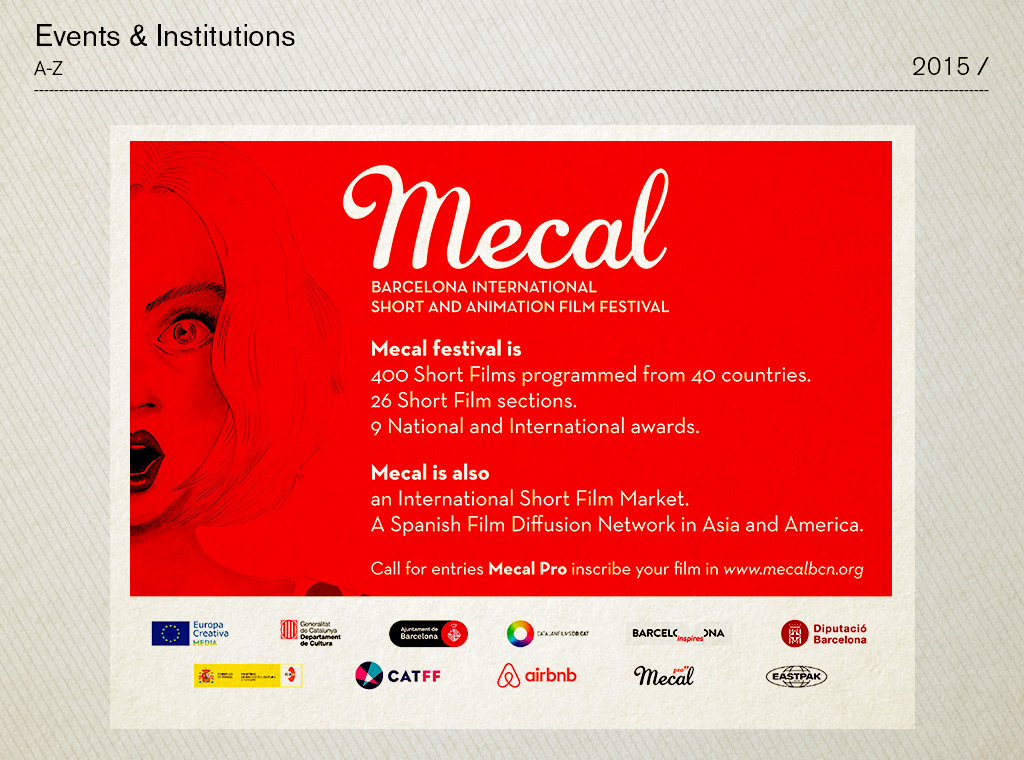 Events & Institutions
A-Z
2015 /
Mecal
BARCELONA INTERNATIONAL
SHORT AND ANIMATION FILM FESTIVAL
Mecal festival is
400 Short Films programmed from 40 countries.
26 Short Film sections.
9 National and International awards.
Mecal is also
an International Short Film Market.
A Spanish Film Diffusion Network in Asia and America.
Call for entries Mecal Pro inscribe your film in www.mecalbcn.org
Europa
Creativa
MEDIA
Generalitat
de Catalunya
Departament
de Cultura
Ajuntament de
Barcelona
CATALANFILMS&TV.CAT
BARCELONA
inspires
Diputació
Barcelona
CATFF
airbnb
pro
Mecal
EASTPAK